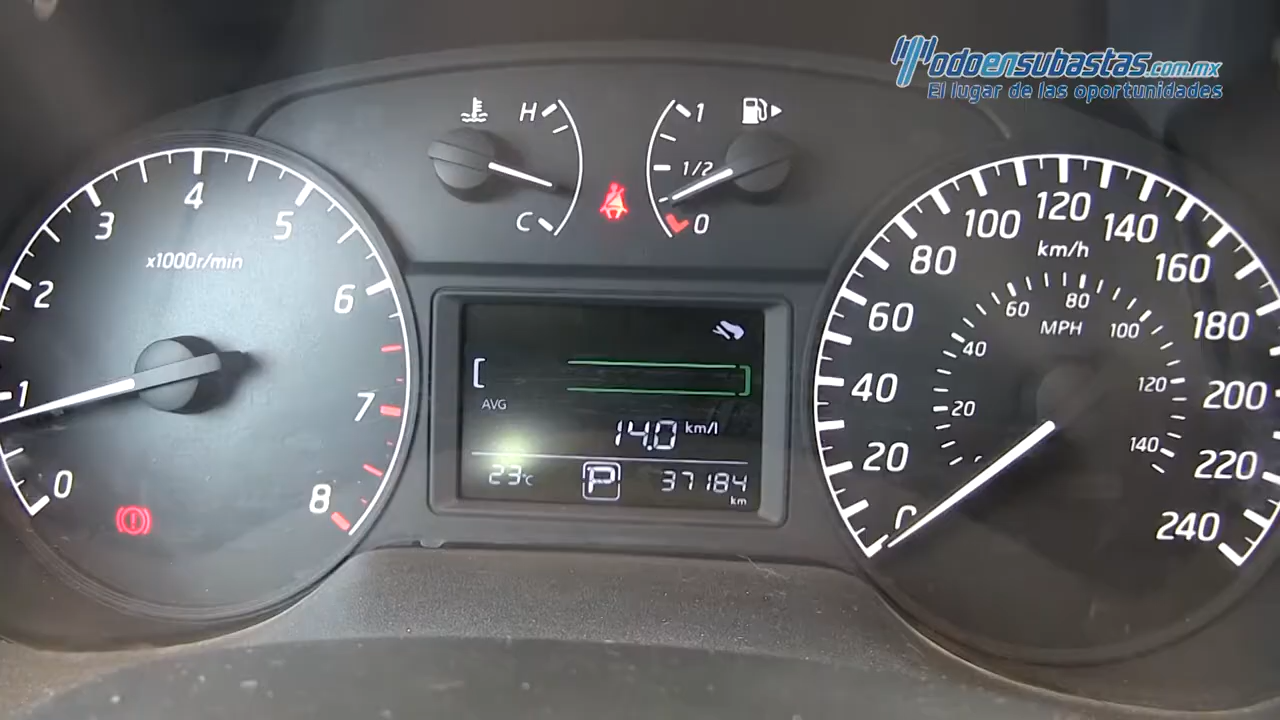 Todoensubastas.com.mx
El lugar de las oportunidades
H
C
1
1/2
0
x1000r/min
0
1
2
3
4
5
6
7
8
AVG
14.0 km/l
23°C
P
37184
km
km/h
0
20
40
60
80
100
120
140
160
180
200
220
240
MPH
20
40
60
80
100
120
140